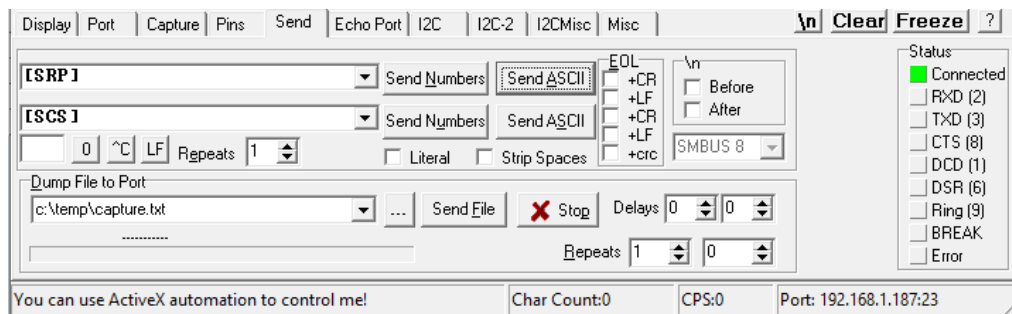 Display Port Capture Pins Send Echo Port I2C I2C-2 I2CMisc Misc \n Clear Freeze ?
[SRP] Send Numbers Send ASCII
[SCS] Send Numbers Send ASCII
0 ^C LF Repeats 1
Literal Strip Spaces
EOL
+CR
+LF
+CR
+LF
+crc
\n
Before
After
SMBUS 8
Dump File to Port
c:\temp\capture.txt ... Send File Stop Delays 0 0
-----------
Repeats 1 0
Status
Connected
RXD (2)
TXD (3)
CTS (8)
DCD (1)
DSR (6)
Ring (9)
BREAK
Error
You can use ActiveX automation to control me! Char Count:0 CPS:0 Port: 192.168.1.187:23